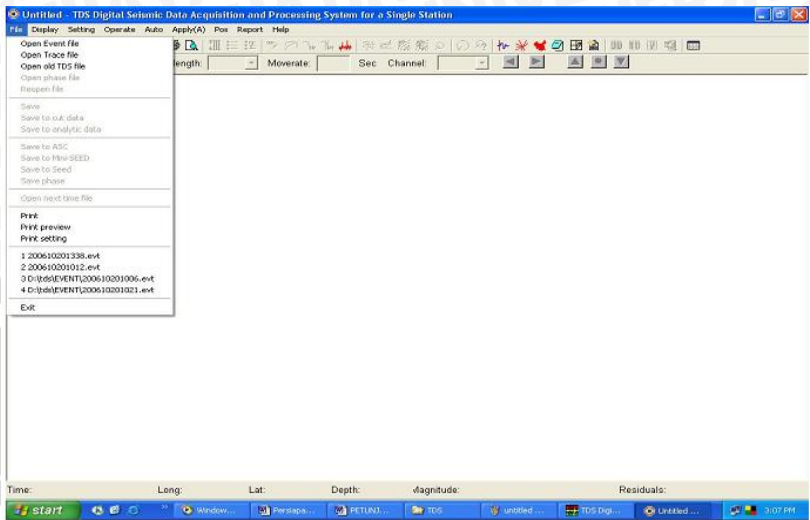 Untitled - TDS Digital Seismic Data Acquisition and Processing System for a Single Station
File Display Setting Operate Auto Apply(A) Pos Report Help
length: Moverate: Sec Channel:
Open Event file
Open Trace file
Open old TDS file
Open phase file
Reopen file
Save
Save to cut data
Save to analytic data
Save to ASC
Save to Mini-SEED
Save to Seed
Save phase
Open next time file
Print
Print preview
Print setting
1 200610201338.evt
2 200610201012.evt
3 D:\tds\EVENT\200610201006.evt
4 D:\tds\EVENT\200610201021.evt
Exit
Time: Long: Lat: Depth: Magnitude: Residuals:
start Window... Persiapa... PETUNJ... TDS untitled ... TDS Digi... Untitled ... 3:07 PM